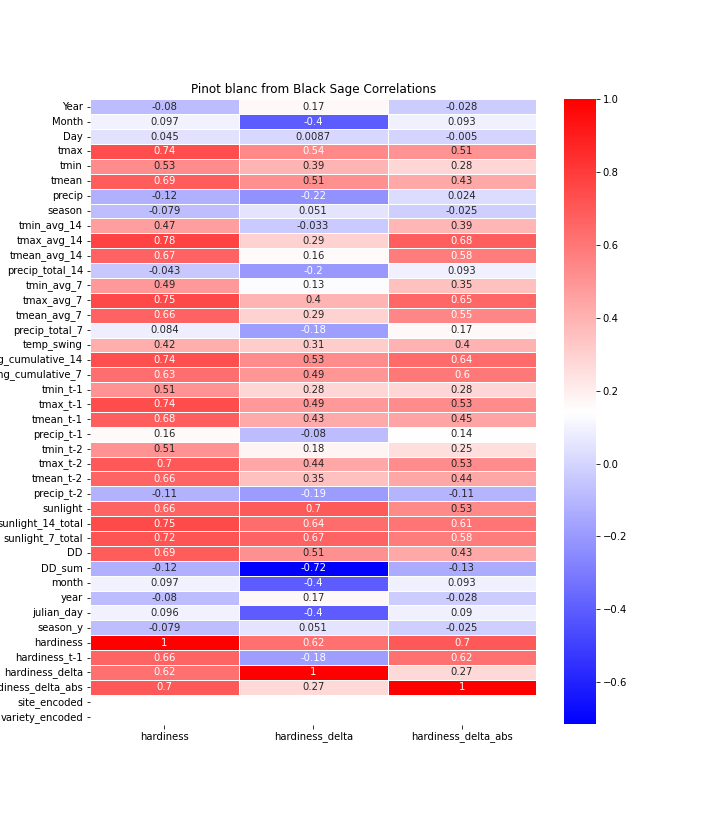 Pinot blanc from Black Sage Correlations
Year -0.08 0.17 -0.028
Month 0.097 -0.4 0.093
Day 0.045 0.0087 -0.005
tmax 0.74 0.54 0.51
tmin 0.53 0.39 0.28
tmean 0.69 0.51 0.43
precip -0.12 -0.22 0.024
season -0.079 0.051 -0.025
tmin_avg_14 0.47 -0.033 0.39
tmax_avg_14 0.78 0.29 0.68
tmean_avg_14 0.67 0.16 0.58
precip_total_14 -0.043 -0.2 0.093
tmin_avg_7 0.49 0.13 0.35
tmax_avg_7 0.75 0.4 0.65
tmean_avg_7 0.66 0.29 0.55
precip_total_7 0.084 -0.18 0.17
temp_swing 0.42 0.31 0.4
g_cumulative_14 0.74 0.53 0.64
ng_cumulative_7 0.63 0.49 0.6
tmin_t-1 0.51 0.28 0.28
tmax_t-1 0.74 0.49 0.53
tmean_t-1 0.68 0.43 0.45
precip_t-1 0.16 -0.08 0.14
tmin_t-2 0.51 0.18 0.25
tmax_t-2 0.7 0.44 0.53
tmean_t-2 0.66 0.35 0.44
precip_t-2 -0.11 -0.19 -0.11
sunlight 0.66 0.7 0.53
sunlight_14_total 0.75 0.64 0.61
sunlight_7_total 0.72 0.67 0.58
DD 0.69 0.51 0.43
DD_sum -0.12 -0.72 -0.13
month 0.097 -0.4 0.093
year -0.08 0.17 -0.028
julian_day 0.096 -0.4 0.09
season_y -0.079 0.051 -0.025
hardiness 1 0.62 0.7
hardiness_t-1 0.66 -0.18 0.62
hardiness_delta 0.62 1 0.27
diness_delta_abs 0.7 0.27 1
site_encoded
variety_encoded
hardiness hardiness_delta hardiness_delta_abs
1.0
0.8
0.6
0.4
0.2
0.0
−0.2
−0.4
−0.6